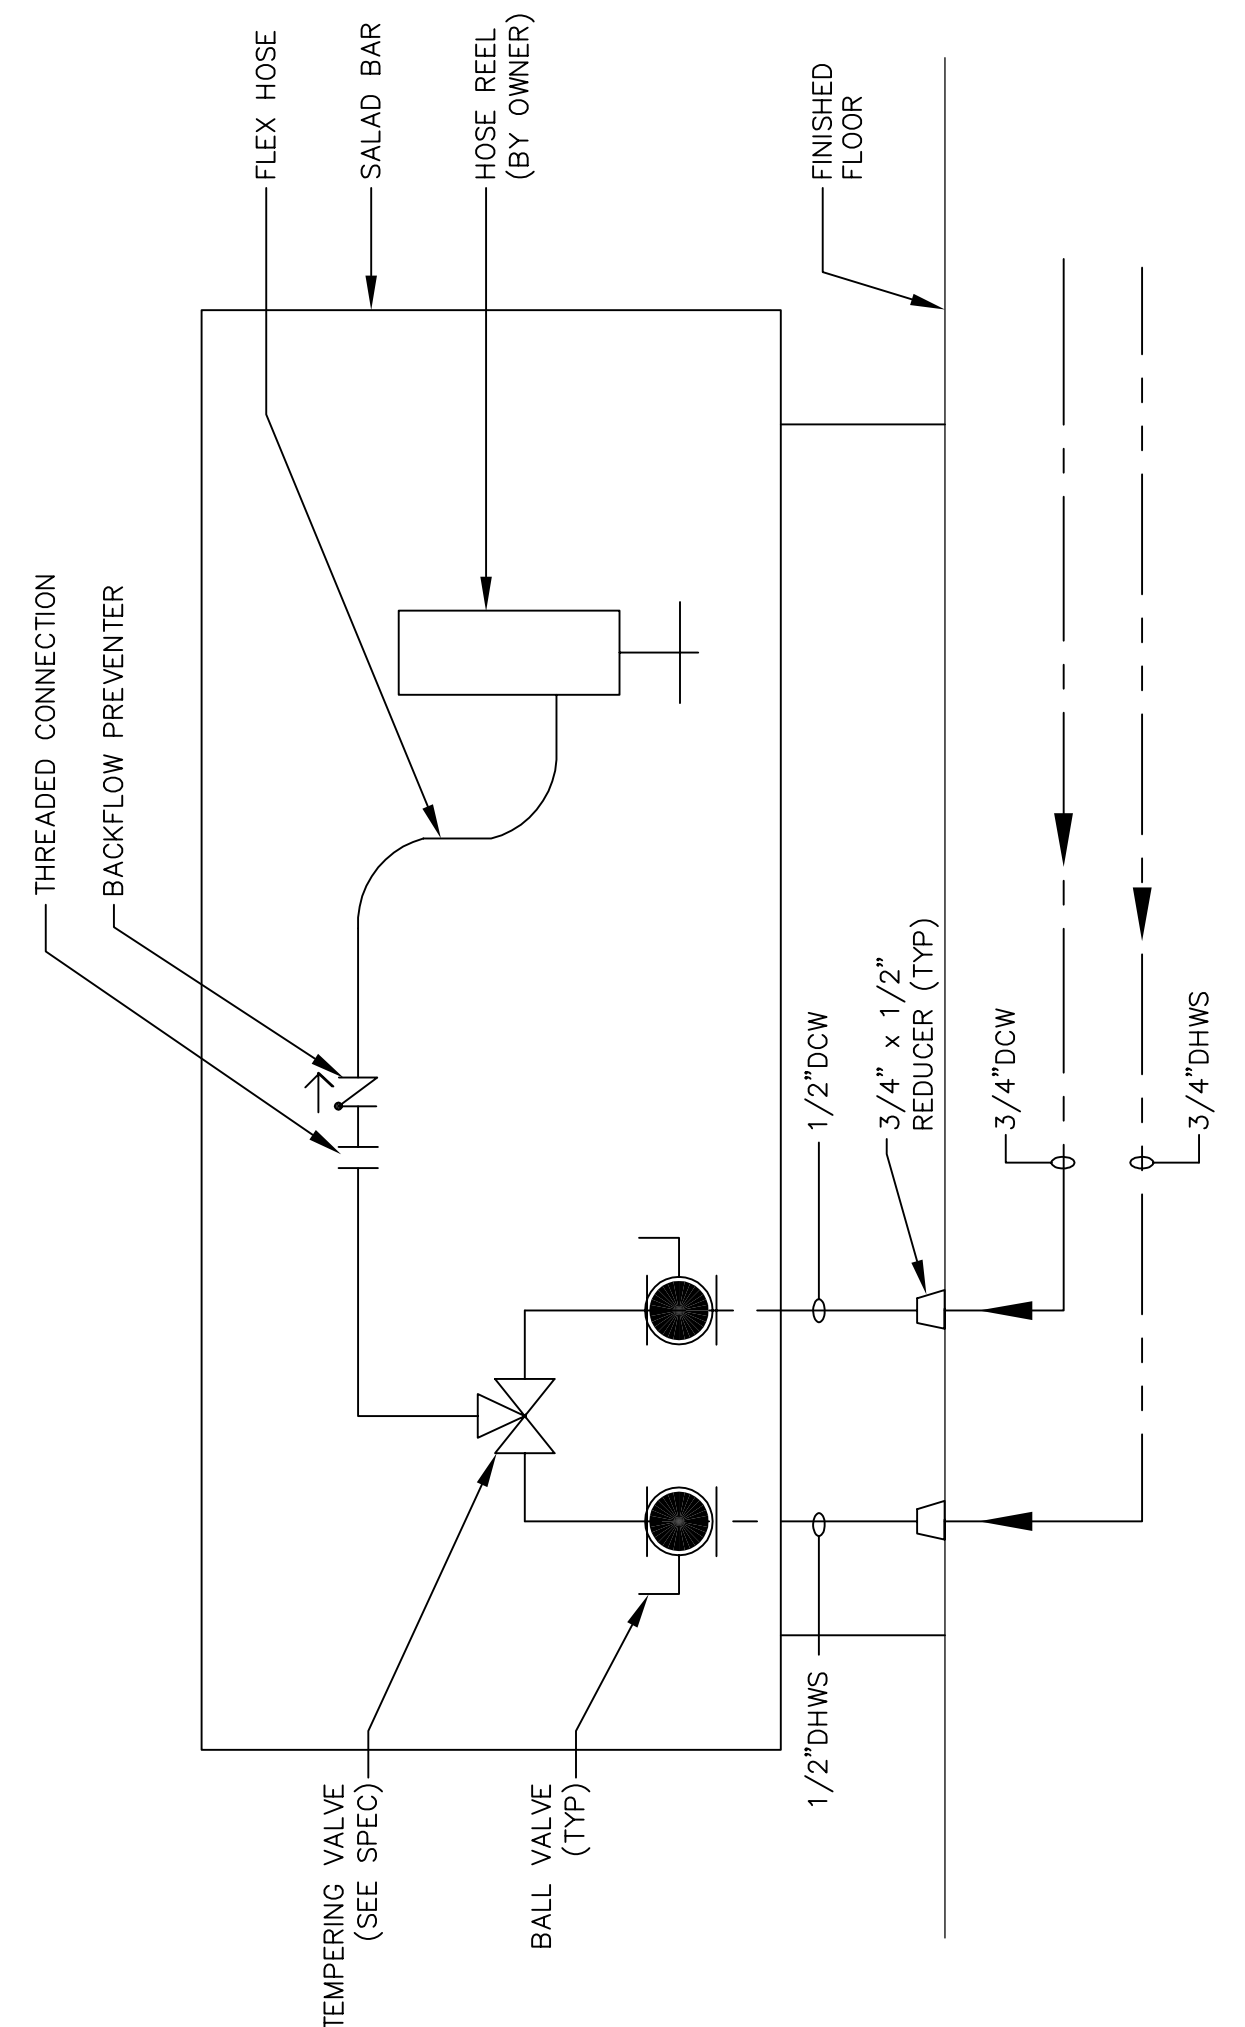 THREADED CONNECTION
BACKFLOW PREVENTER
FLEX HOSE
SALAD BAR
HOSE REEL
(BY OWNER)
TEMPERING VALVE
(SEE SPEC)
BALL VALVE
(TYP)
FINISHED
FLOOR
1/2"DHWS
1/2"DCW
3/4" x 1/2"
REDUCER (TYP)
3/4"DCW
3/4"DHWS